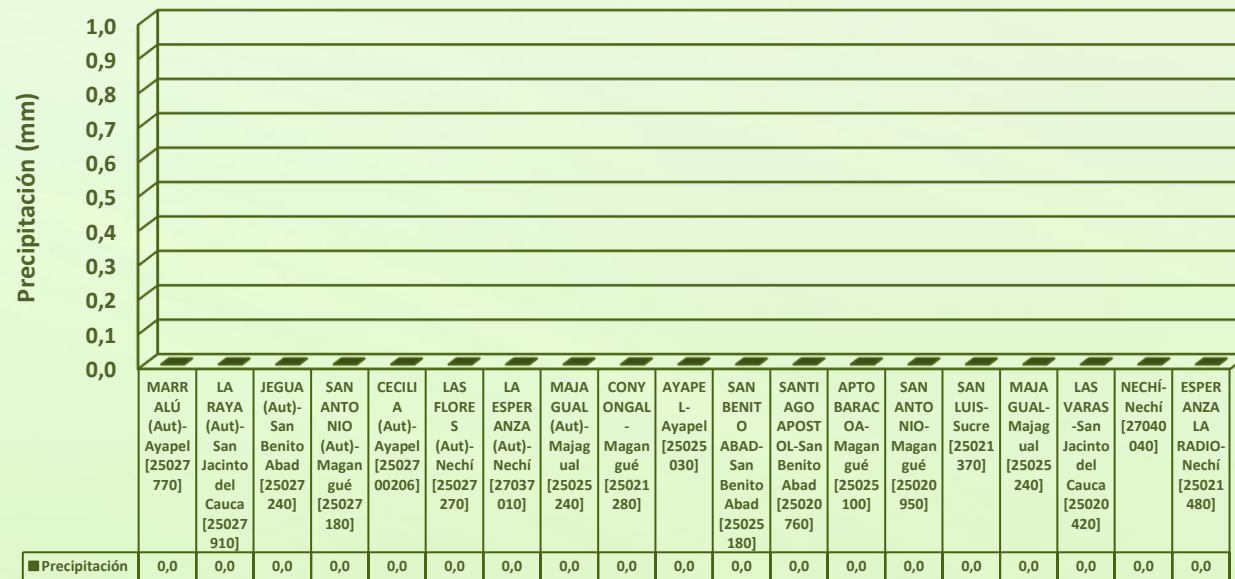 Precipitación (mm)
1,0
0,9
0,8
0,7
0,6
0,5
0,4
0,3
0,2
0,1
0,0
MARR
ALÚ
(Aut)-
Ayapel
[25027
770]
LA
RAYA
(Aut)-
San
Jacinto
del
Cauca
[25027
910]
JEGUA
(Aut)-
San
Benito
Abad
[25027
240]
SAN
ANTO
NIO
(Aut)-
Magan
gué
[25027
180]
CECILI
A
(Aut)-
Ayapel
[25027
00206]
LAS
FLORE
S
(Aut)-
Nechí
[25027
270]
LA
ESPER
ANZA
(Aut)-
Nechí
[27037
010]
MAJA
GUAL
(Aut)-
Majag
ual
[25025
240]
CONY
ONGAL
-
Magan
gué
[25021
280]
AYAPE
L-
Ayapel
[25025
030]
SAN
BENIT
O
ABAD-
San
Benito
Abad
[25025
180]
SANTI
AGO
APOST
OL-San
Benito
Abad
[25020
760]
APTO
BARAC
OA-
Magan
gué
[25025
100]
SAN
ANTO
NIO-
Magan
gué
[25020
950]
SAN
LUIS-
Sucre
[25021
370]
MAJA
GUAL-
Majag
ual
[25025
240]
LAS
VARAS
-San
Jacinto
del
Cauca
[25020
420]
NECHÍ-
Nechí
[27040
040]
ESPER
ANZA
LA
RADIO-
Nechí
[25021
480]
Precipitación 0,0 0,0 0,0 0,0 0,0 0,0 0,0 0,0 0,0 0,0 0,0 0,0 0,0 0,0 0,0 0,0 0,0 0,0 0,0